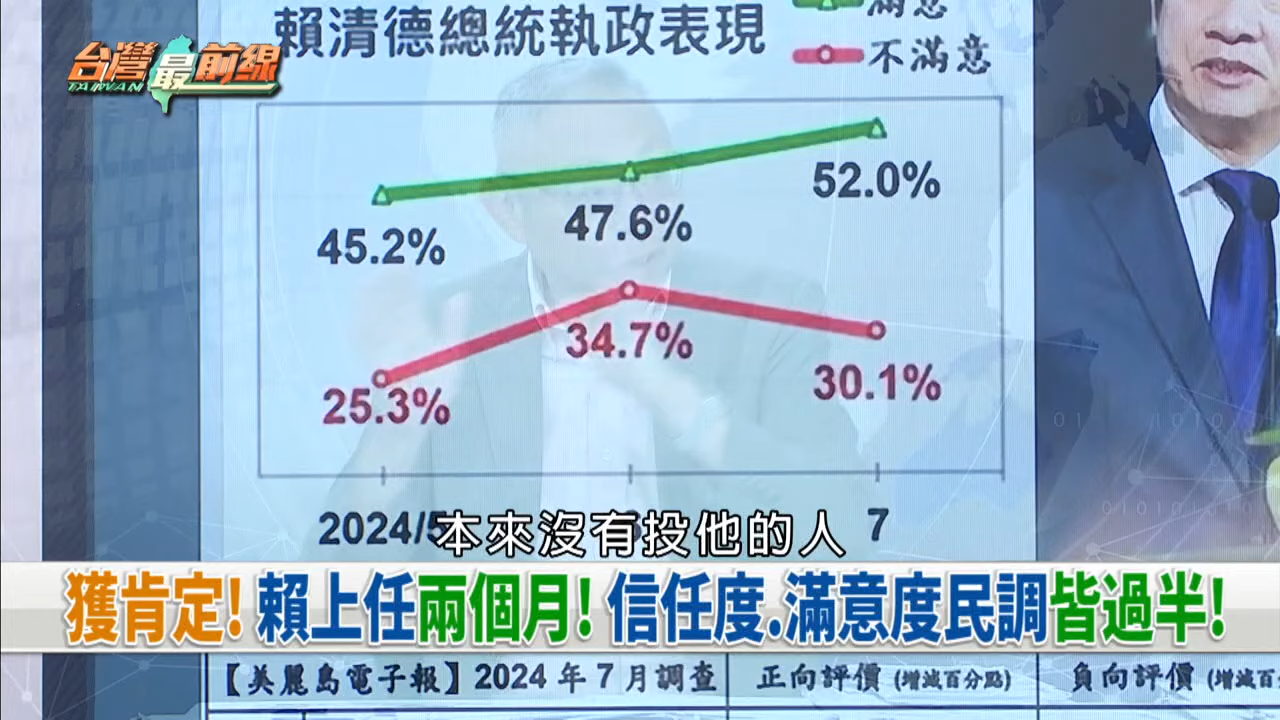 賴清德總統執政表現
滿意
不滿意
台灣最前線
TAIWAN
52.0%
47.6%
45.2%
34.7%
30.1%
25.3%
2024/5
7
本來沒有投他的人
獲肯定! 賴上任兩個月! 信任度.滿意度民調皆過半!
【美麗島電子報】2024 年 7 月調查
正向評價 (增減百分點)
負向評價 (增減百